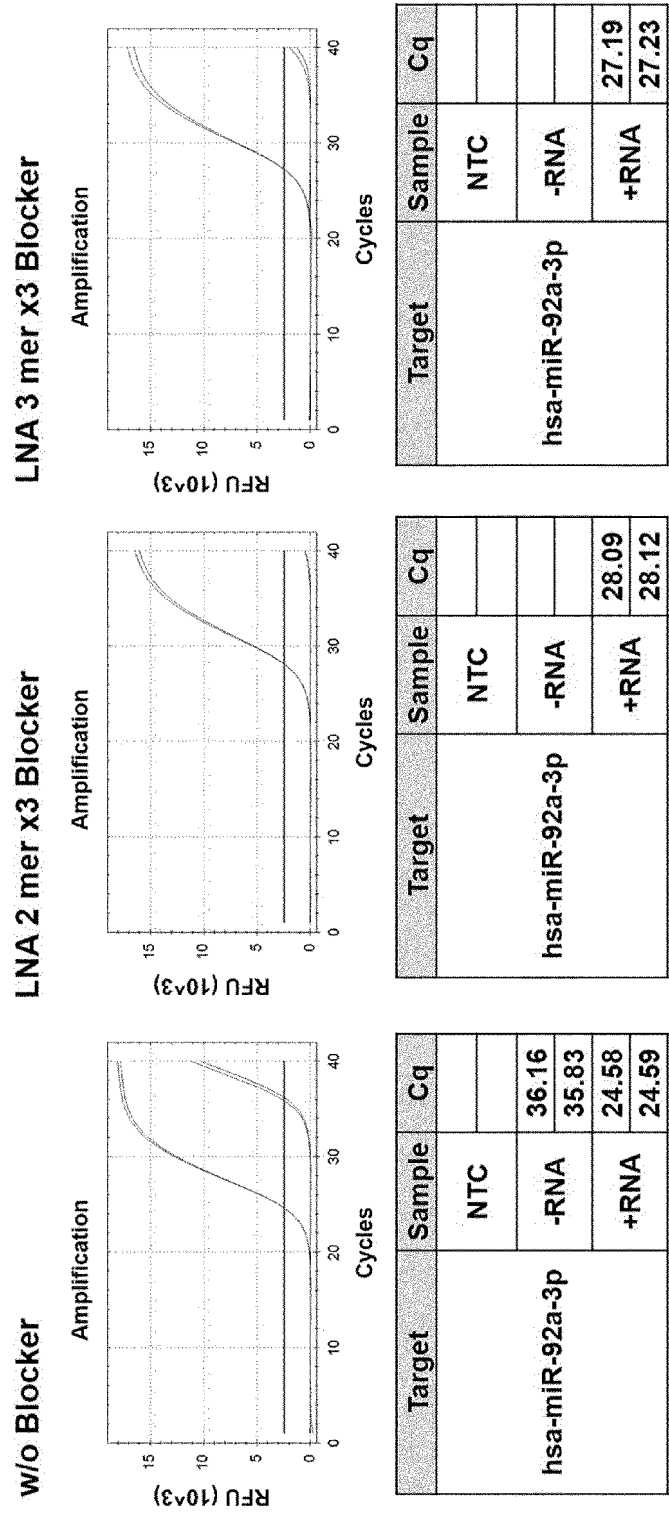 w/o Blocker
Amplification
RFU (10^3)
15
10
5
0
0
10
20
30
40
Cycles
Target Sample Cq
hsa-miR-92a-3p
NTC
-RNA 36.16
35.83
+RNA 24.58
24.59
LNA 2 mer x3 Blocker
Amplification
RFU (10^3)
15
10
5
0
0
10
20
30
40
Cycles
Target Sample Cq
hsa-miR-92a-3p
NTC
-RNA
+RNA 28.09
28.12
LNA 3 mer x3 Blocker
Amplification
RFU (10^3)
15
10
5
0
0
10
20
30
40
Cycles
Target Sample Cq
hsa-miR-92a-3p
NTC
-RNA
+RNA 27.19
27.23